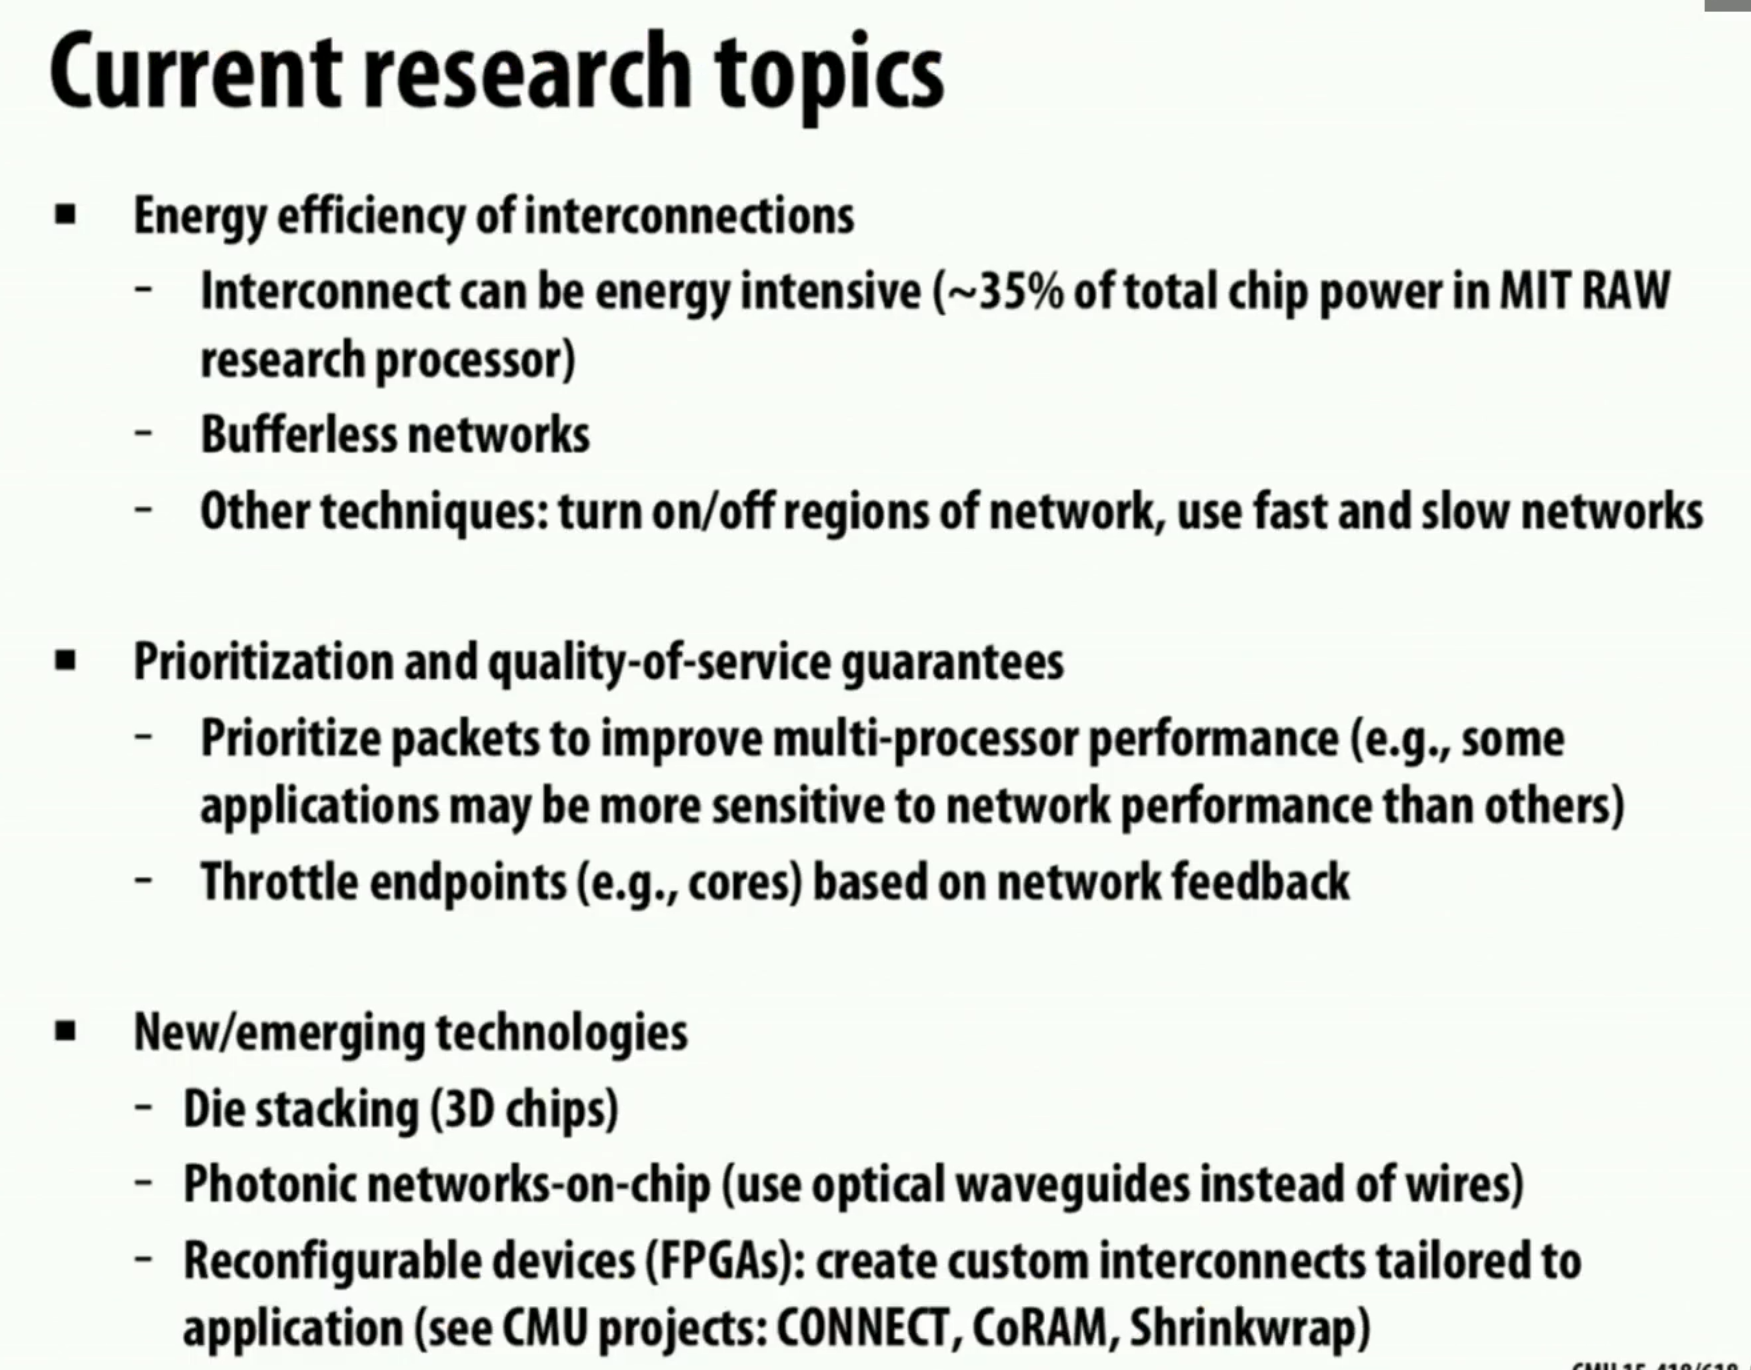 Current research topics
■ Energy efficiency of interconnections
– Interconnect can be energy intensive (~35% of total chip power in MIT RAW
research processor)
– Bufferless networks
– Other techniques: turn on/off regions of network, use fast and slow networks
■ Prioritization and quality-of-service guarantees
– Prioritize packets to improve multi-processor performance (e.g., some
applications may be more sensitive to network performance than others)
– Throttle endpoints (e.g., cores) based on network feedback
■ New/emerging technologies
– Die stacking (3D chips)
– Photonic networks-on-chip (use optical waveguides instead of wires)
– Reconfigurable devices (FPGAs): create custom interconnects tailored to
application (see CMU projects: CONNECT, CoRAM, Shrinkwrap)